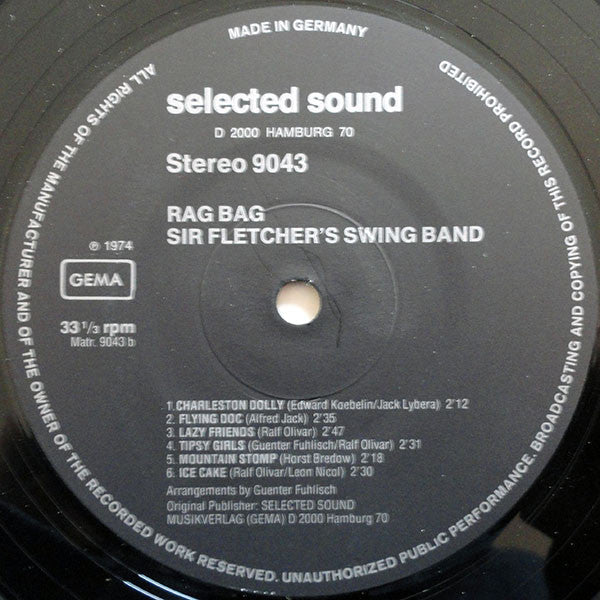 MADE IN GERMANY
ALL RIGHTS OF THE MANUFACTURER AND OF THE OWNER OF THE RECORDED WORK RESERVED. UNAUTHORIZED PUBLIC PERFORMANCE. BROADCASTING AND COPYING OF THIS RECORD PROHIBITED
selected sound
D 2000 HAMBURG 70
Stereo 9043
RAG BAG
SIR FLETCHER'S SWING BAND
℗ 1974
GEMA
33 1/3 rpm
Matr. 9043 b
1. CHARLESTON DOLLY (Edward Koebelin/Jack Lybera) 2'12
2. FLYING DOC (Alfred Jack) 2'35
3. LAZY FRIENDS (Ralf Olivar) 2'47
4. TIPSY GIRLS (Guenter Fuhlisch/Ralf Olivar) 2'31
5. MOUNTAIN STOMP (Horst Bredow) 2'18
6. ICE CAKE (Ralf Olivar/Leon Nicol) 2'30
Arrangements by Guenter Fuhlisch
Original Publisher: SELECTED SOUND
MUSIKVERLAG (GEMA) D 2000 Hamburg 70